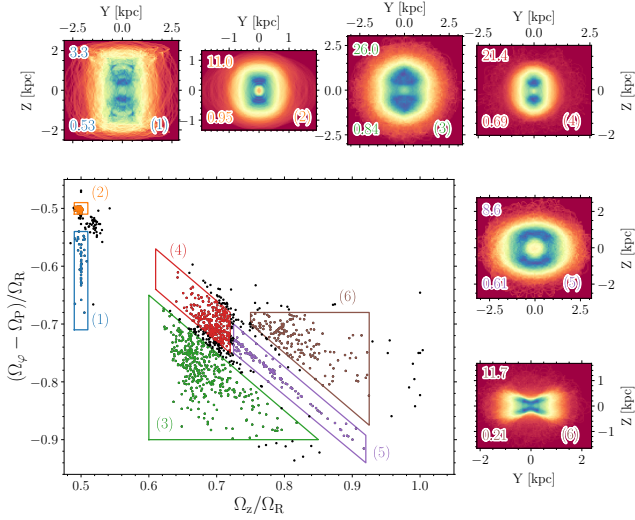 Y [kpc]
−2.5 0.0 2.5
Z [kpc]
2
0
−2
3.3
0.53
(1)
Y [kpc]
−1 0 1
1
0
−1
11.0
0.95
(2)
Y [kpc]
−2.5 0.0 2.5
2.5
0.0
−2.5
26.0
0.84
(3)
Y [kpc]
−2.5 0.0 2.5
Z [kpc]
0
−2
21.4
0.69
(4)
(Ω_φ − Ω_P)/Ω_R
−0.5
−0.6
−0.7
−0.8
−0.9
(2)
(1)
(4)
(6)
(3)
(5)
0.5 0.6 0.7 0.8 0.9 1.0
Ω_z/Ω_R
8.6
0.61
(5)
Z [kpc]
2
0
−2
−2.5 0.0 2.5
11.7
0.21
(6)
Z [kpc]
1
0
−1
−2 0 2
Y [kpc]